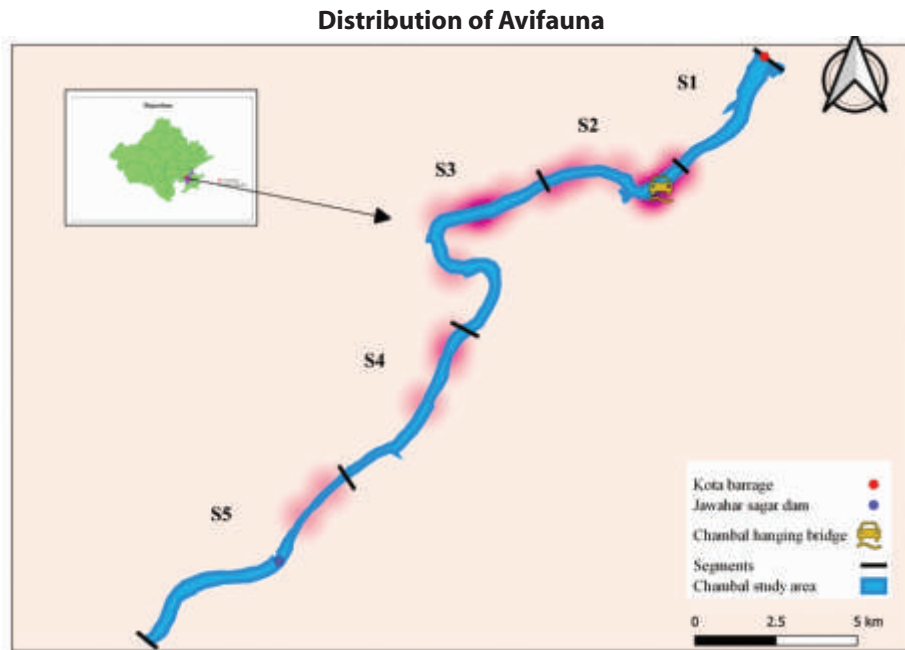 Distribution of Avifauna
S1
S2
S3
S4
S5
Kota barrage
Jawahar sagar dam
Chambal hanging bridge
Segments
Chambal study area
0 2.5 5 km